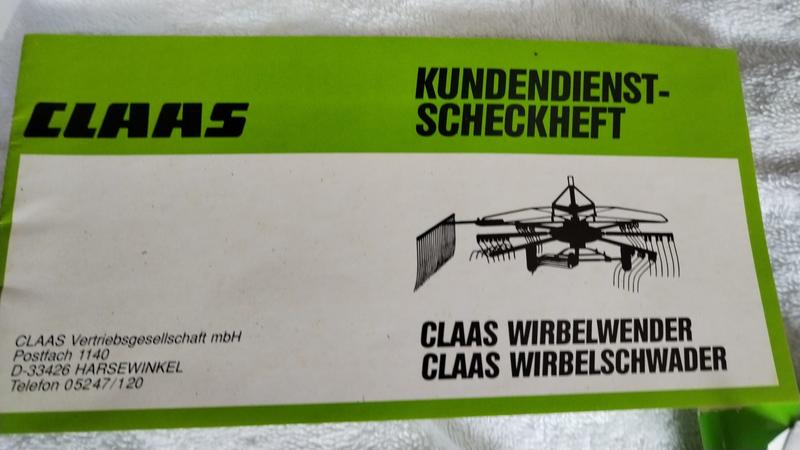 CLAAS
KUNDENDIENST-
SCHECKHEFT
CLAAS WIRBELWENDER
CLAAS WIRBELSCHWADER
CLAAS Vertriebsgesellschaft mbH
Postfach 1140
D-33426 HARSEWINKEL
Telefon 05247/120